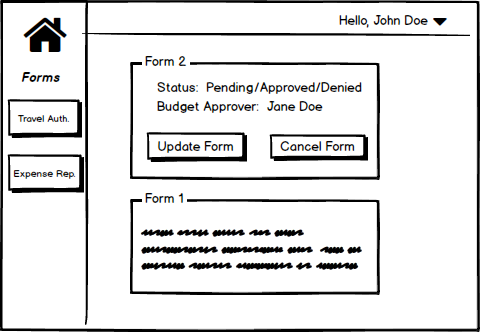 Hello, John Doe
Forms
Travel Auth.
Expense Rep.
Form 2
Status: Pending/Approved/Denied
Budget Approver: Jane Doe
Update Form
Cancel Form
Form 1